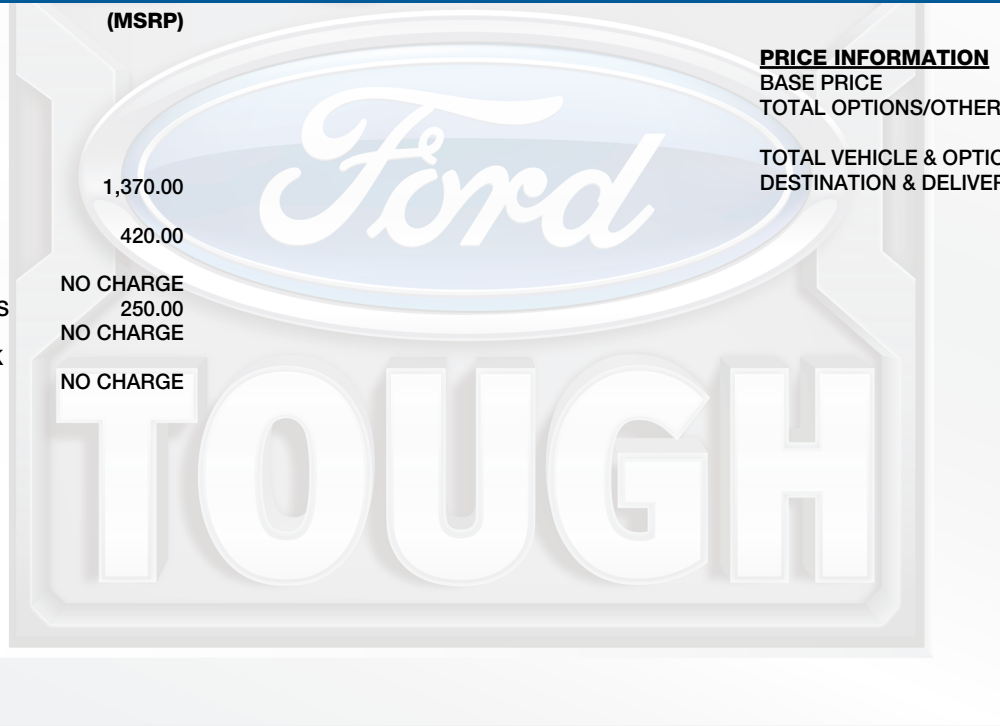 (MSRP)
1,370.00
420.00
NO CHARGE
S 250.00
NO CHARGE
K
NO CHARGE
PRICE INFORMATION
BASE PRICE
TOTAL OPTIONS/OTHER
TOTAL VEHICLE & OPTIO
DESTINATION & DELIVER
Ford
TOUGH